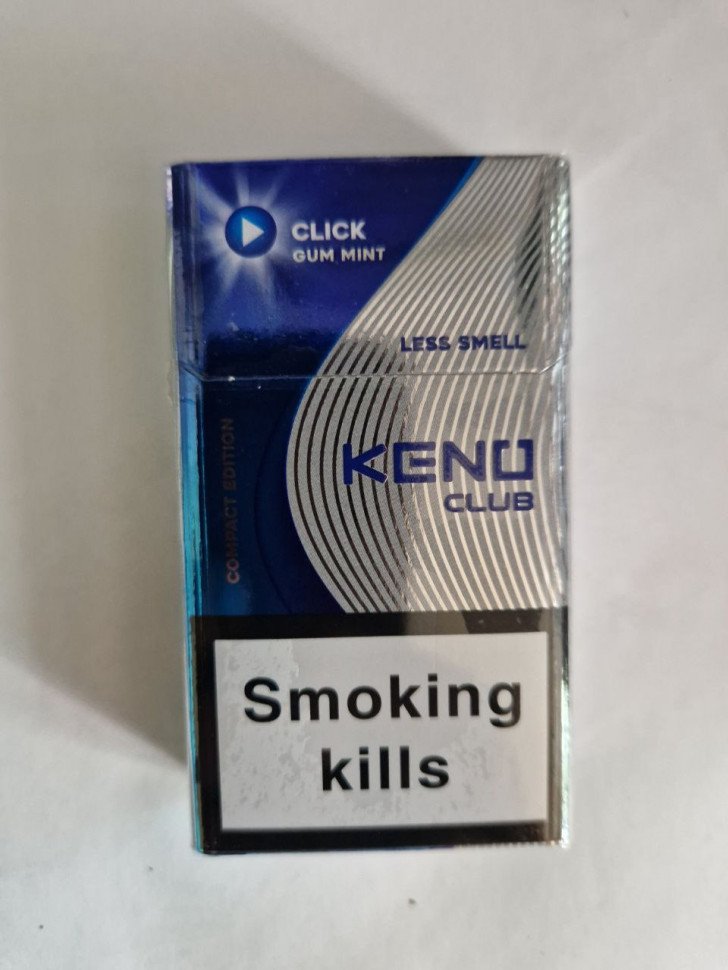 CLICK
GUM MINT
LESS SMELL
COMPACT EDITION
KENO
CLUB
Smoking
kills